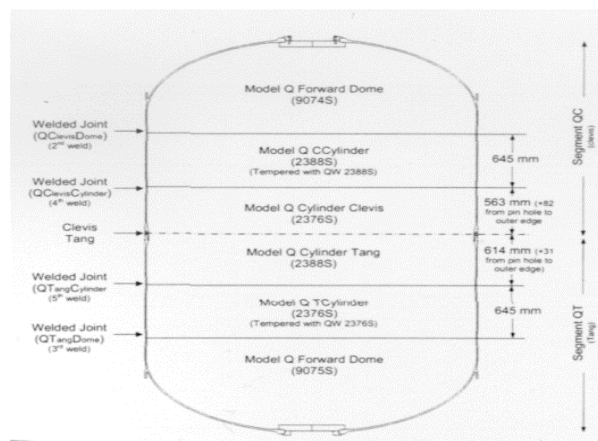 Model Q Forward Dome
(9074S)
Welded Joint
(QClevisDome)
(2nd weld)
Model Q CCylinder
(2388S)
(Tempered with QW 2388S)
645 mm
Segment QC
(clevis)
Welded Joint
(QClevisCylinder)
(4th weld)
Model Q Cylinder Clevis
(2376S)
563 mm (+82
from pin hole to
outer edge
Clevis
Tang
Model Q Cylinder Tang
(2388S)
614 mm (+31
from pin hole to
outer edge)
Welded Joint
(QTangCylinder
(5th weld)
Model Q TCylinder
(2376S)
(Tempered with QW 2376S)
645 mm
Segment QT
(Tang)
Welded Joint
(QTangDome)
(3rd weld)
Model Q Forward Dome
(9075S)